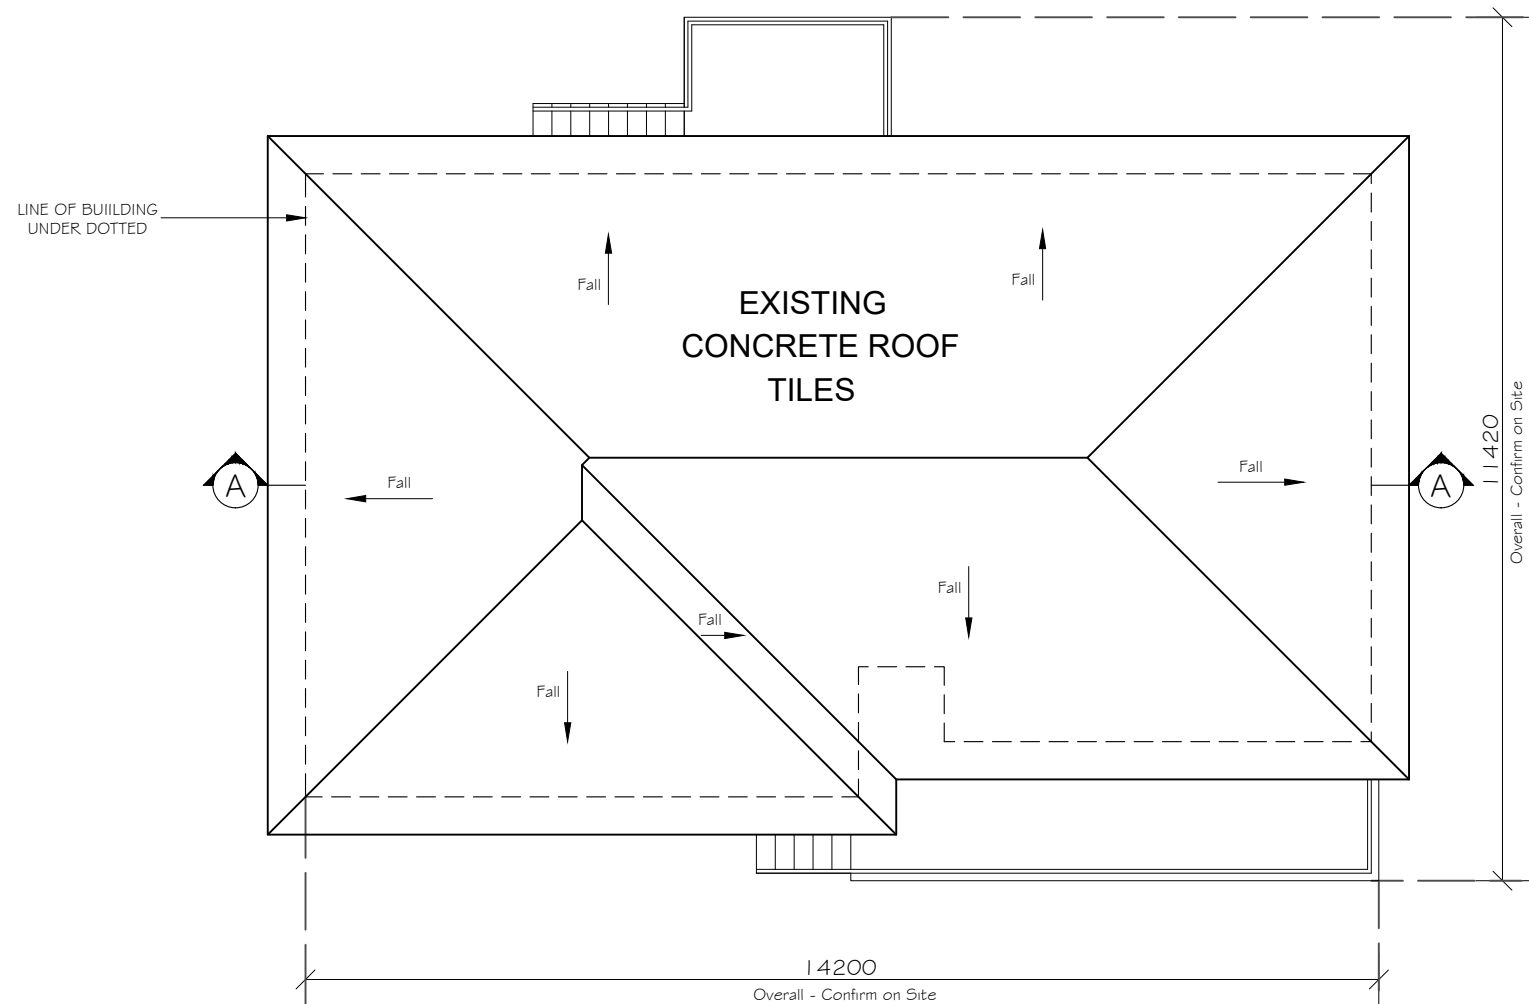 LINE OF BUIILDING
UNDER DOTTED
Fall
Fall
EXISTING
CONCRETE ROOF
TILES
A
Fall
Fall
A
11420
Overall - Confirm on Site
Fall
Fall
Fall
14200
Overall - Confirm on Site